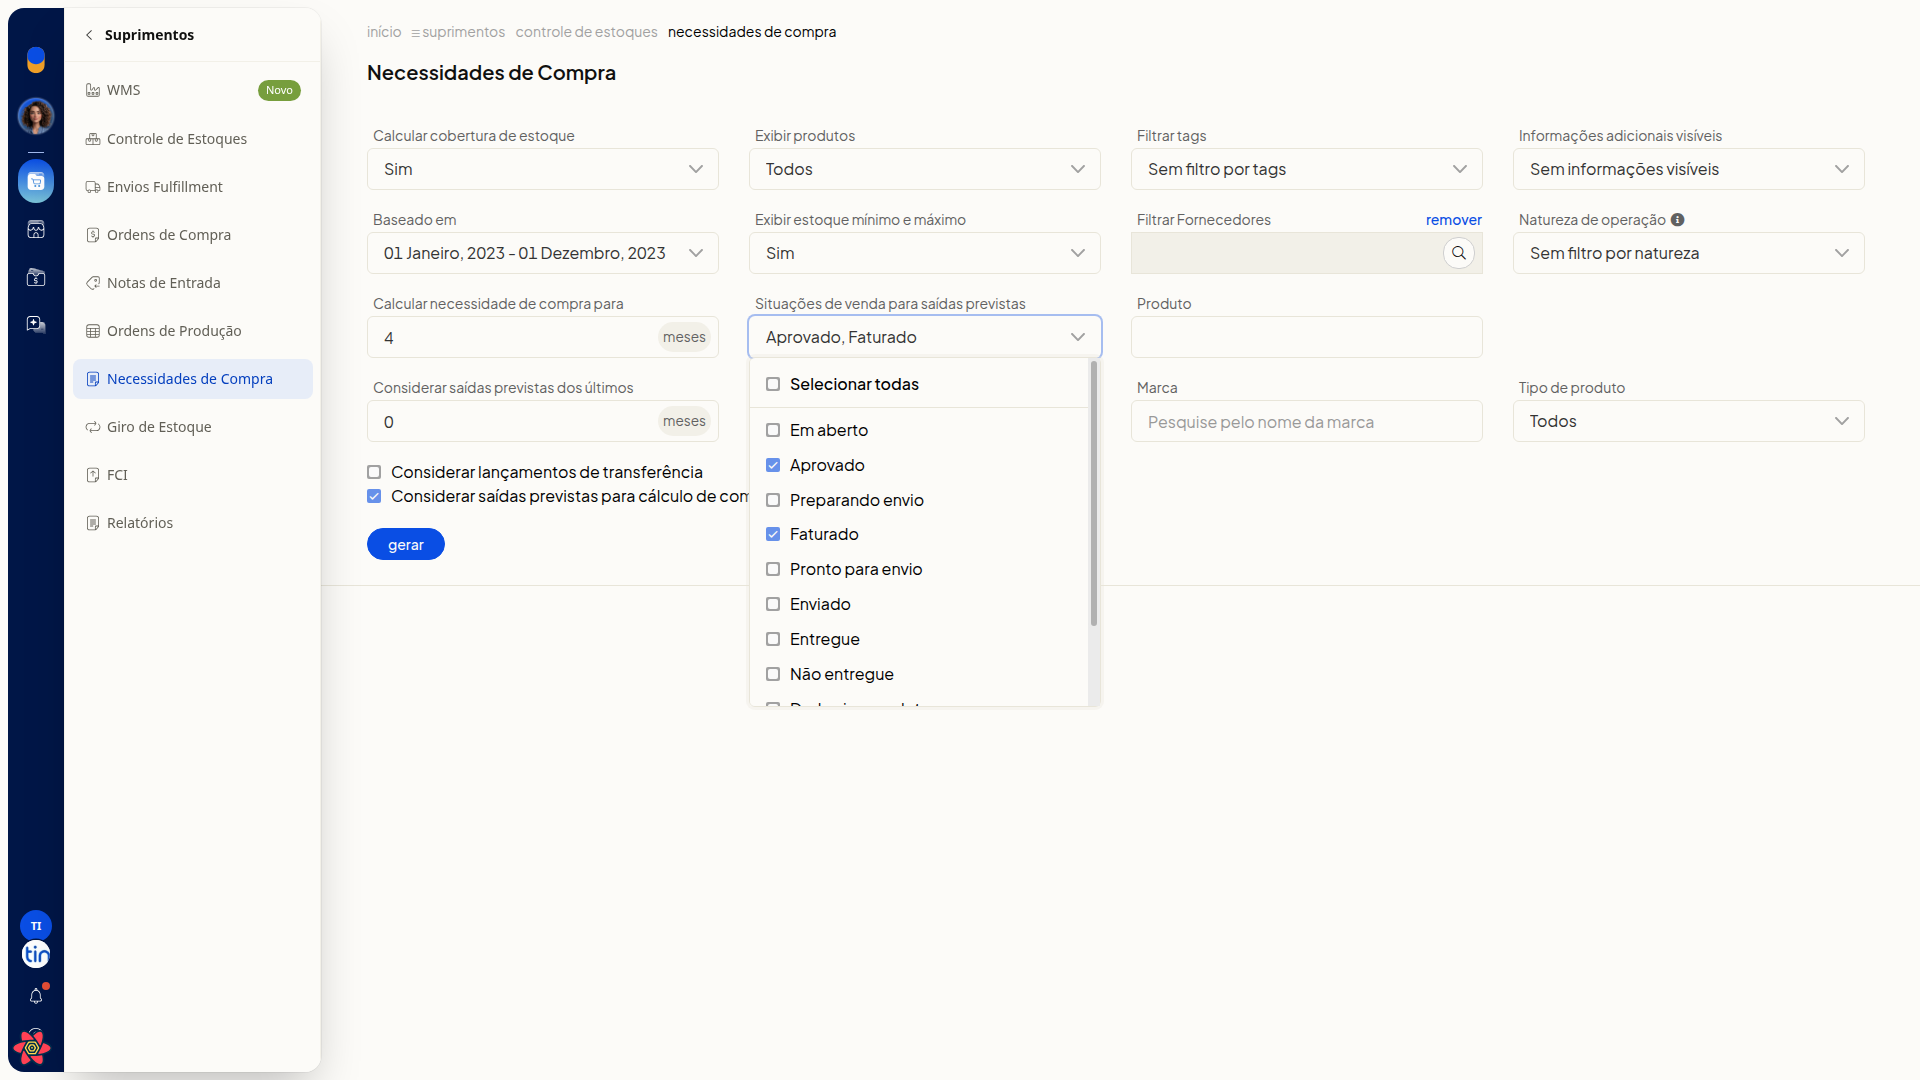 Suprimentos
WMS
Novo
Controle de Estoques
Envios Fulfillment
Ordens de Compra
Notas de Entrada
Ordens de Produção
Necessidades de Compra
Giro de Estoque
FCI
Relatórios
TI
tin
início suprimentos controle de estoques necessidades de compra
Necessidades de Compra
Calcular cobertura de estoque
Sim
Exibir produtos
Todos
Filtrar tags
Sem filtro por tags
Informações adicionais visíveis
Sem informações visíveis
Baseado em
01 Janeiro, 2023 - 01 Dezembro, 2023
Exibir estoque mínimo e máximo
Sim
Filtrar Fornecedores
remover
Natureza de operação
Sem filtro por natureza
Calcular necessidade de compra para
4
meses
Situações de venda para saídas previstas
Aprovado, Faturado
Produto
Considerar saídas previstas dos últimos
0
meses
Marca
Pesquise pelo nome da marca
Tipo de produto
Todos
Considerar lançamentos de transferência
Considerar saídas previstas para cálculo de com
gerar
Selecionar todas
Em aberto
Aprovado
Preparando envio
Faturado
Pronto para envio
Enviado
Entregue
Não entregue